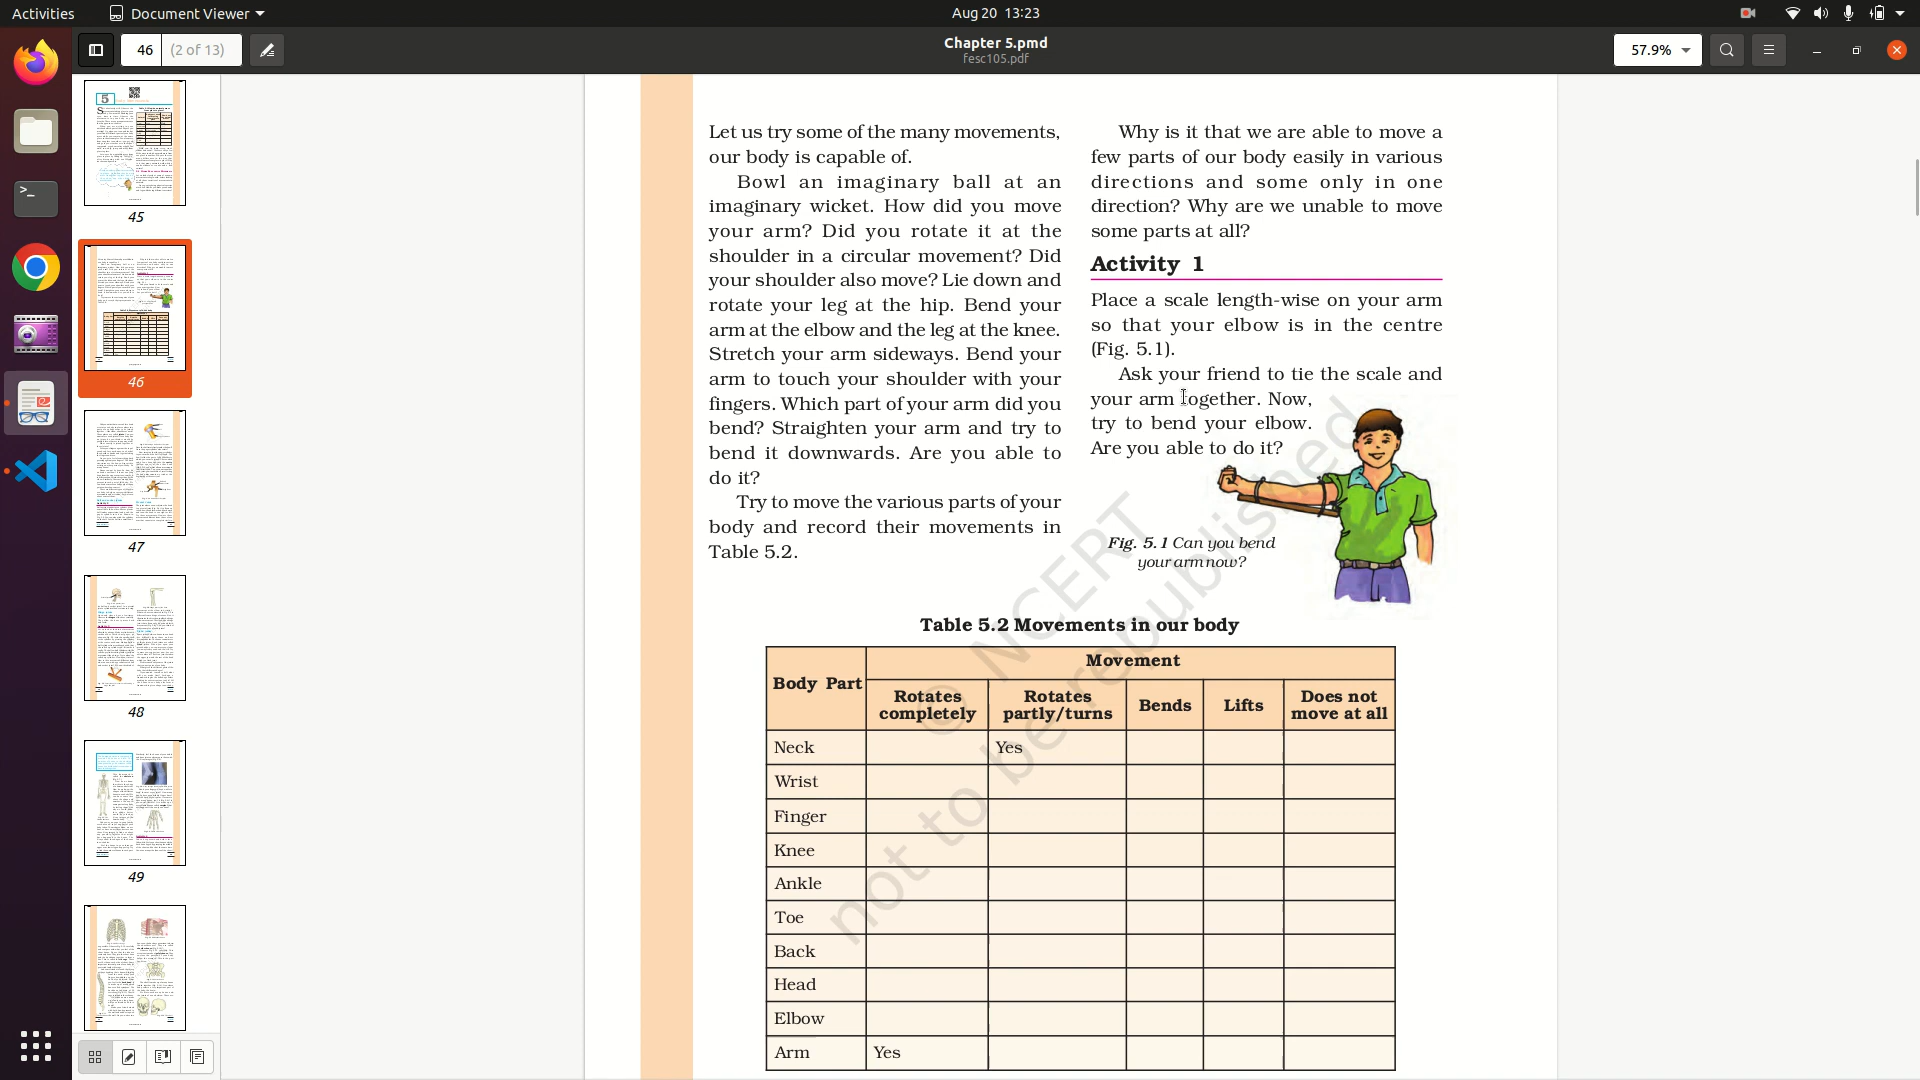 Activities
Document Viewer
Aug 20 13:23
46 (2 of 13)
Chapter 5.pmd
fesc105.pdf
57.9%
5
45
46
47
48
49
Let us try some of the many movements,
our body is capable of.
Bowl an imaginary ball at an
imaginary wicket. How did you move
your arm? Did you rotate it at the
shoulder in a circular movement? Did
your shoulder also move? Lie down and
rotate your leg at the hip. Bend your
arm at the elbow and the leg at the knee.
Stretch your arm sideways. Bend your
arm to touch your shoulder with your
fingers. Which part of your arm did you
bend? Straighten your arm and try to
bend it downwards. Are you able to
do it?
Try to move the various parts of your
body and record their movements in
Table 5.2.
Why is it that we are able to move a
few parts of our body easily in various
directions and some only in one
direction? Why are we unable to move
some parts at all?
Activity 1
Place a scale length-wise on your arm
so that your elbow is in the centre
(Fig. 5.1).
Ask your friend to tie the scale and
your arm together. Now,
try to bend your elbow.
Are you able to do it?
Fig. 5.1 Can you bend
your arm now?
Table 5.2 Movements in our body
Body Part
Movement
Rotates completely
Rotates partly/turns
Bends
Lifts
Does not move at all
Neck Yes
Wrist
Finger
Knee
Ankle
Toe
Back
Head
Elbow
Arm Yes
© NCERT
not to be republished